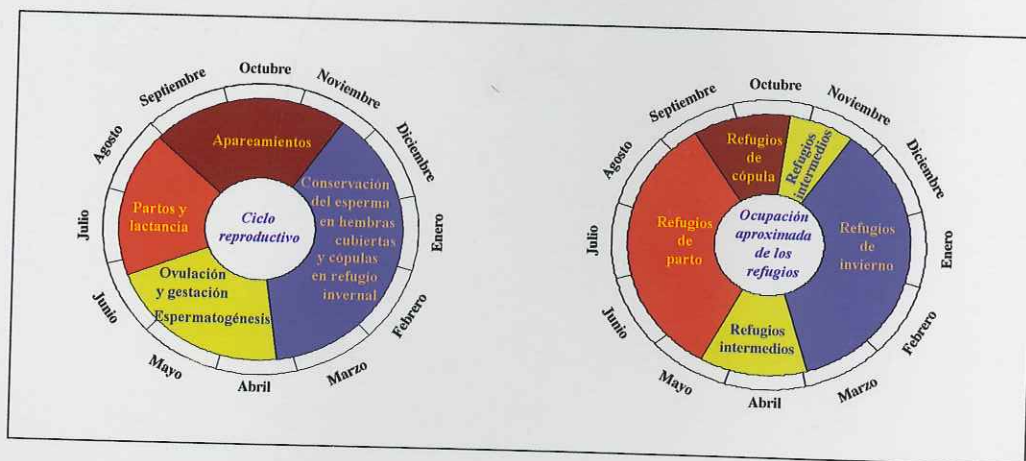 Octubre
Noviembre
Diciembre
Enero
Febrero
Marzo
Abril
Mayo
Junio
Julio
Agosto
Septiembre
Apareamientos
Conservación
del esperma
en hembras
cubiertas
y cópulas
en refugio
invernal
Ovulación
y gestación
Espermatogénesis
Partos y
lactancia
Ciclo
reproductivo
Octubre
Noviembre
Diciembre
Enero
Febrero
Marzo
Abril
Mayo
Junio
Julio
Agosto
Septiembre
Refugios
de
cópula
Refugios
intermedios
Refugios
de
invierno
Refugios
intermedios
Refugios
de
parto
Ocupación
aproximada
de los
refugios